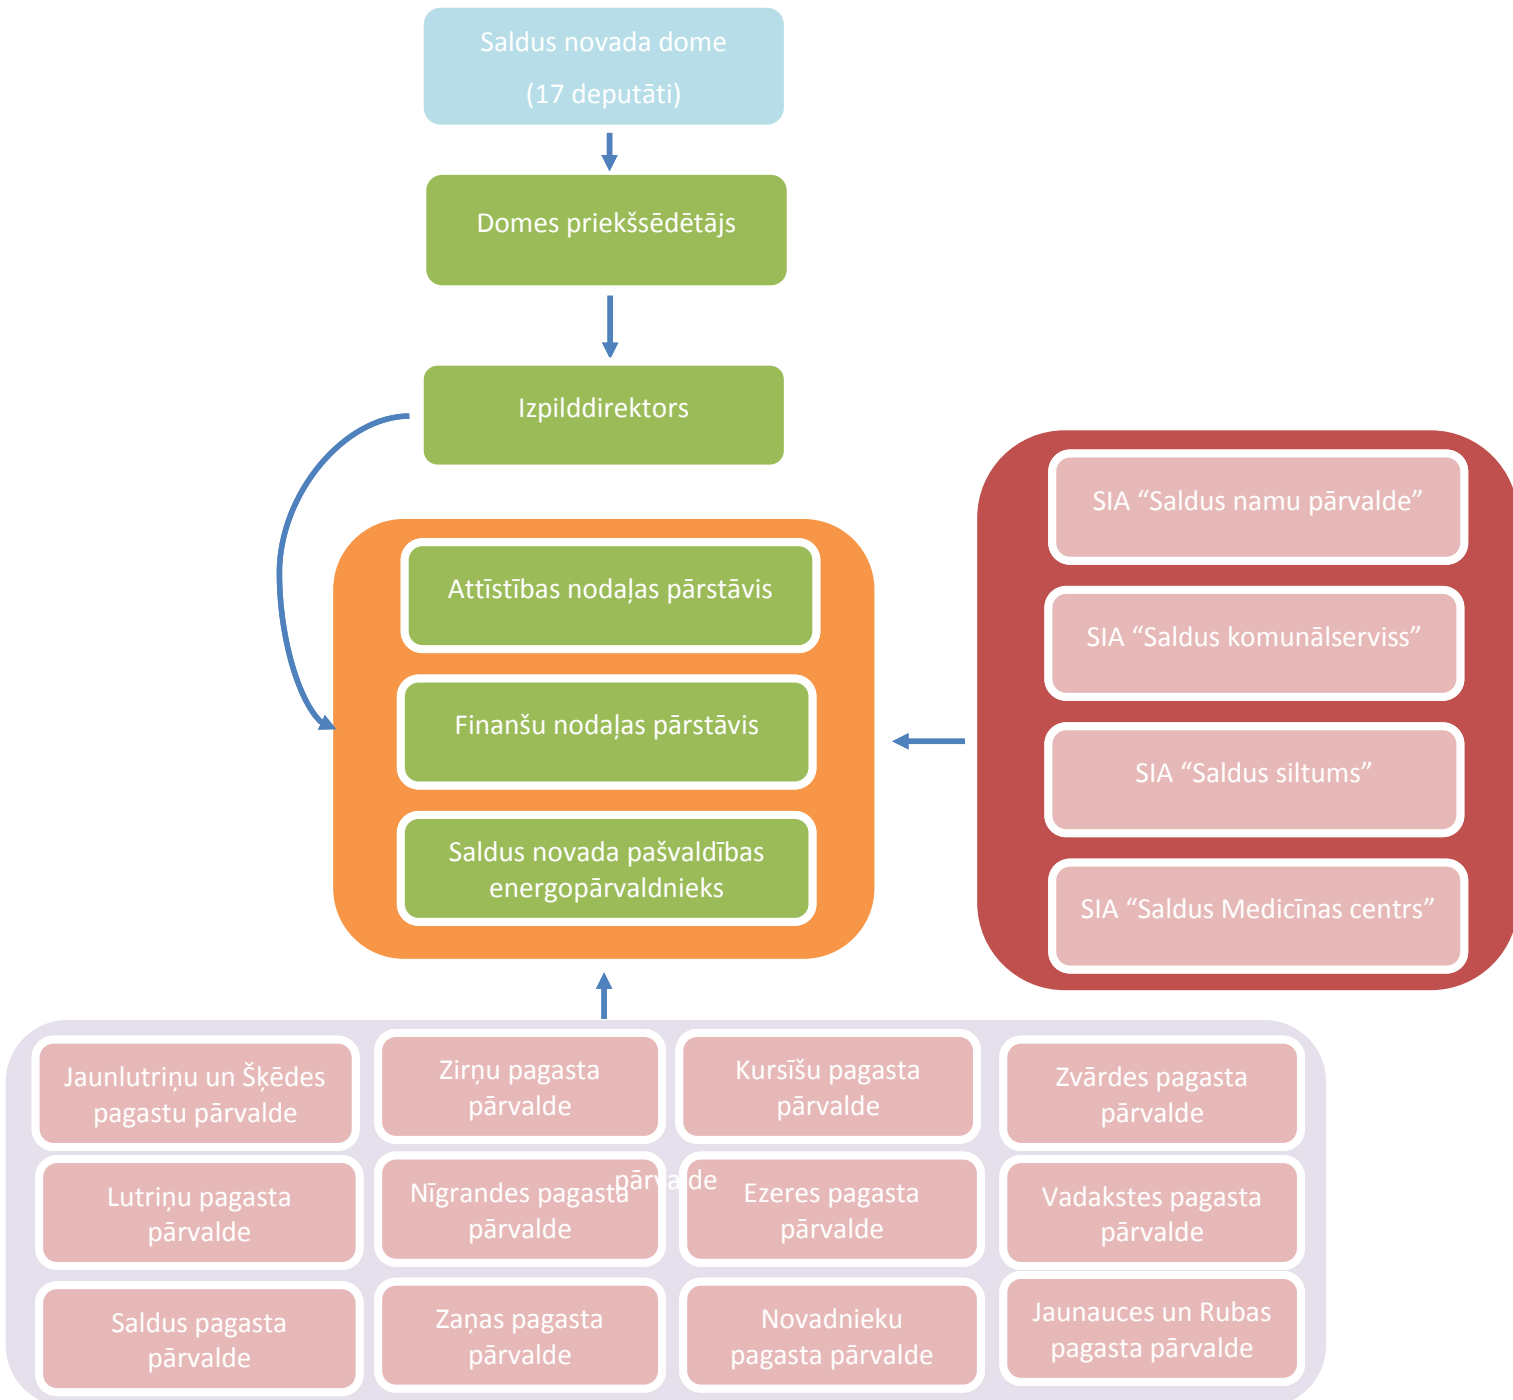 Saldus novada dome
(17 deputāti)
Domes priekšsēdētājs
Izpilddirektors
Attīstības nodaļas pārstāvis
Finanšu nodaļas pārstāvis
Saldus novada pašvaldības
energopārvaldnieks
SIA “Saldus namu pārvalde”
SIA “Saldus komunālserviss”
SIA “Saldus siltums”
SIA “Saldus Medicīnas centrs”
Jaunlutriņu un Šķēdes
pagastu pārvalde
Zirņu pagasta
pārvalde
Kursīšu pagasta
pārvalde
Zvārdes pagasta
pārvalde
Lutriņu pagasta
pārvalde
Nīgrandes pagasta
pārvalde
pārvalde
Ezeres pagasta
pārvalde
Vadakstes pagasta
pārvalde
Saldus pagasta
pārvalde
Zaņas pagasta
pārvalde
Novadnieku
pagasta pārvalde
Jaunauces un Rubas
pagasta pārvalde